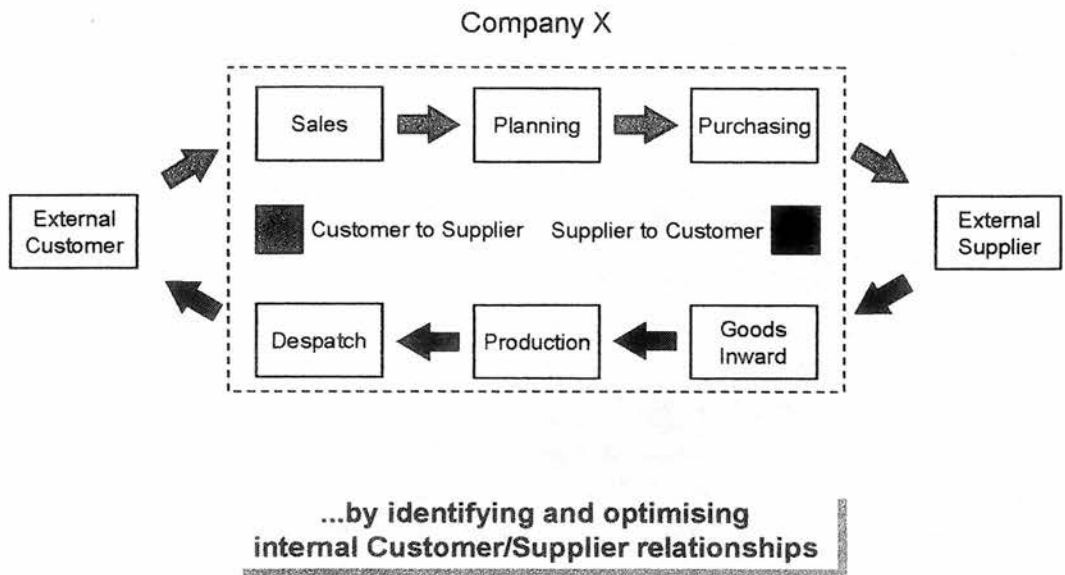 Company X
Sales
Planning
Purchasing
External
Customer
Customer to Supplier
Supplier to Customer
External
Supplier
Despatch
Production
Goods
Inward
...by identifying and optimising
internal Customer/Supplier relationships